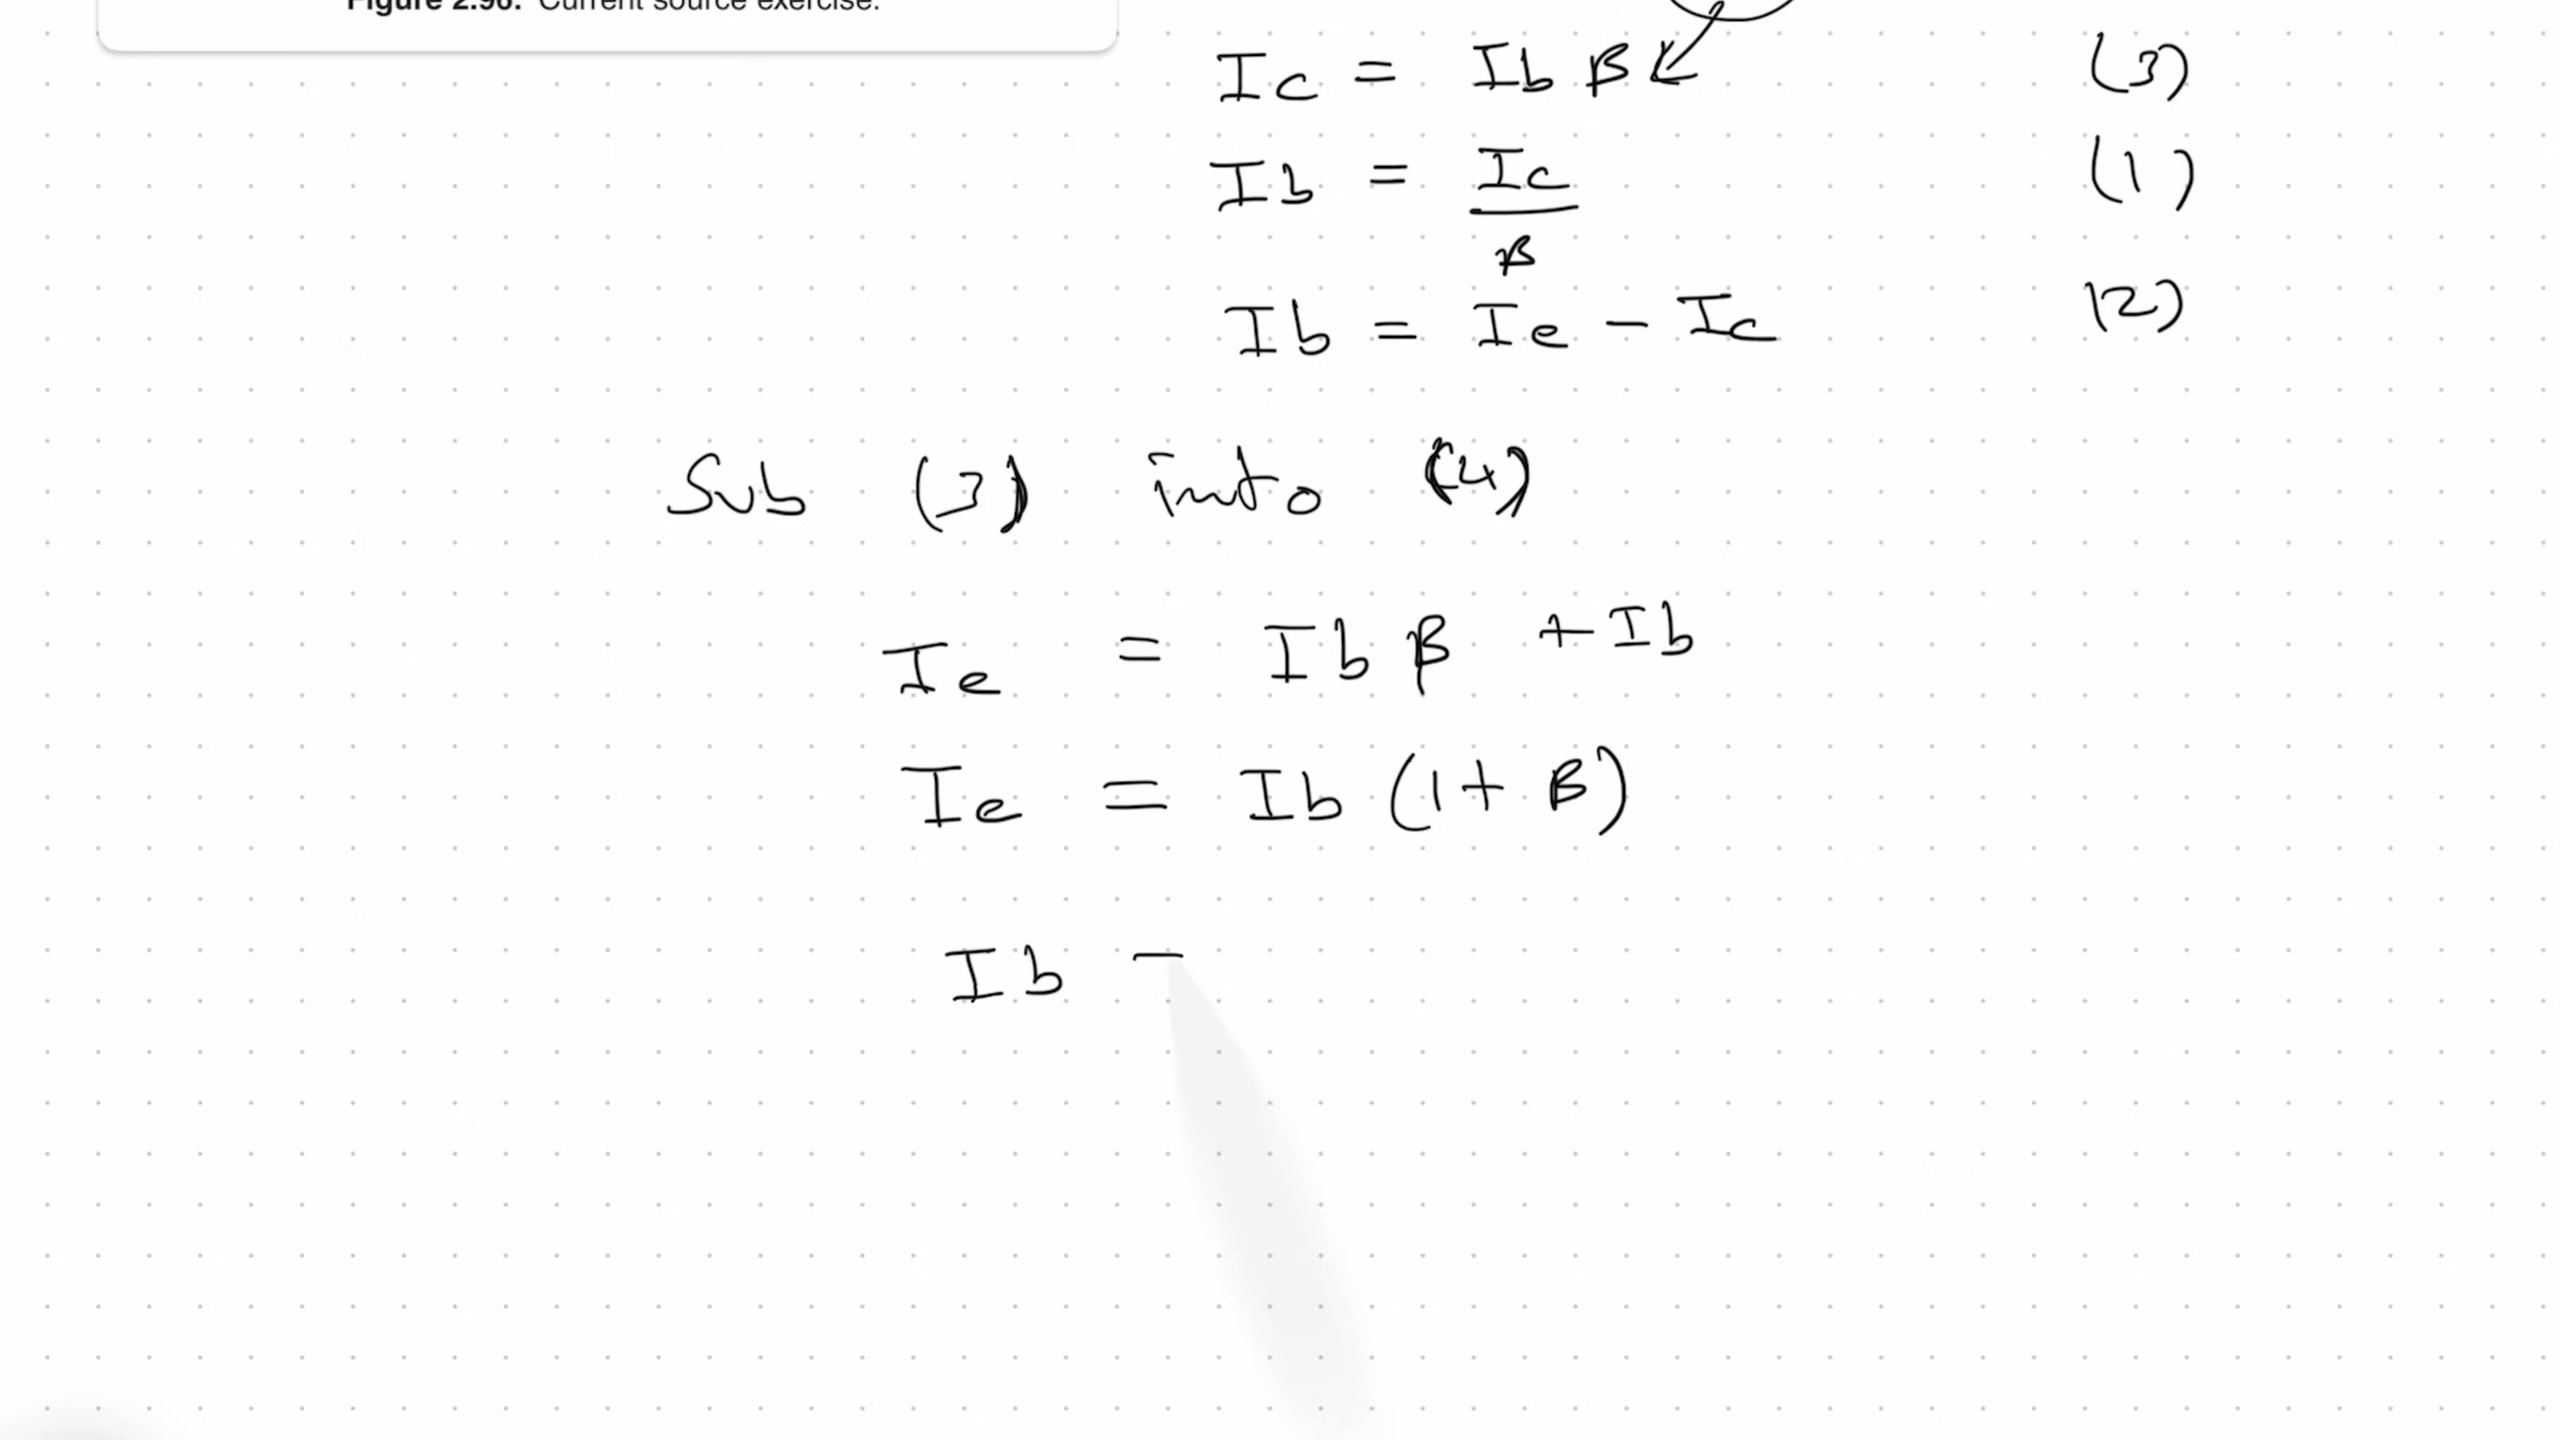 Figure 2.96. Current source exercise.
Ic = Ib β (3)
Ib = Ic / β (1)
Ib = Ie - Ic (2)
Sub (3) into (4)
Ie = Ib β + Ib
Ie = Ib (1 + β)
Ib -